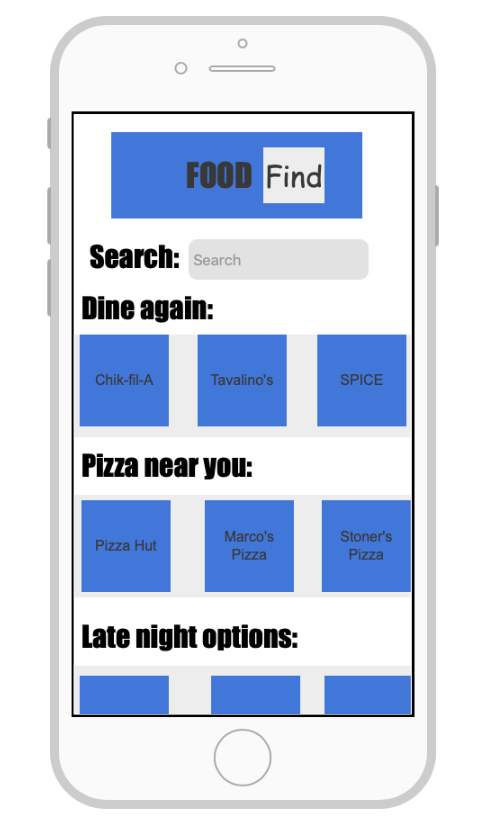 FOOD Find
Search: Search
Dine again:
Chik-fil-A Tavalino's SPICE
Pizza near you:
Pizza Hut
Marco's
Pizza
Stoner's
Pizza
Late night options: